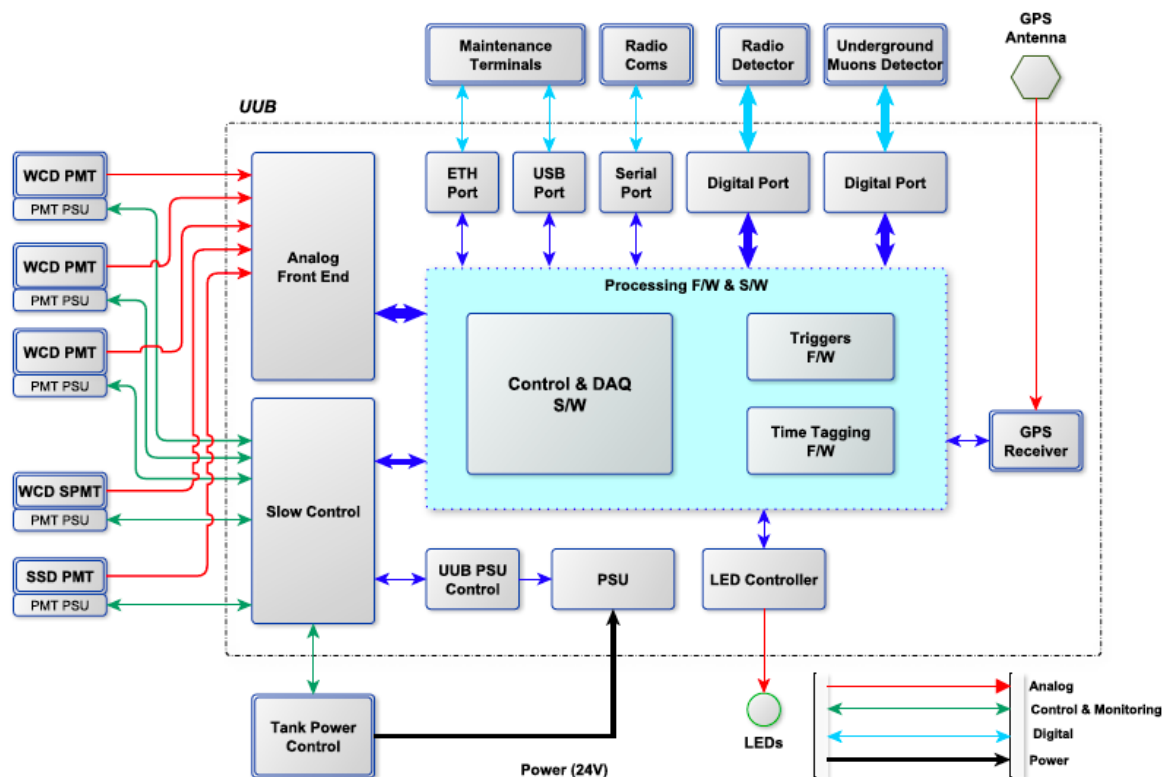 GPS
Antenna
Maintenance
Terminals
Radio
Coms
Radio
Detector
Underground
Muons Detector
UUB
WCD PMT
PMT PSU
WCD PMT
PMT PSU
WCD PMT
PMT PSU
WCD SPMT
PMT PSU
SSD PMT
PMT PSU
Analog
Front End
ETH
Port
USB
Port
Serial
Port
Digital Port
Digital Port
Processing F/W & S/W
Control & DAQ
S/W
Triggers
F/W
Time Tagging
F/W
GPS
Receiver
Slow Control
UUB PSU
Control
PSU
LED Controller
Tank Power
Control
Power (24V)
LEDs
Analog
Control & Monitoring
Digital
Power